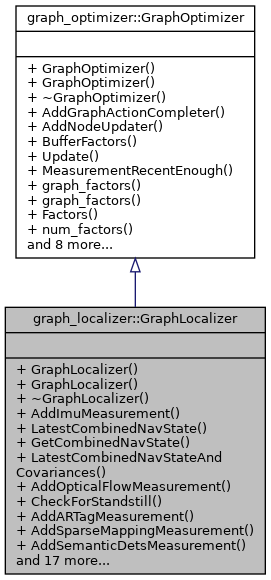 graph_optimizer::GraphOptimizer
+ GraphOptimizer()
+ GraphOptimizer()
+ ~GraphOptimizer()
+ AddGraphActionCompleter()
+ AddNodeUpdater()
+ BufferFactors()
+ Update()
+ MeasurementRecentEnough()
+ graph_factors()
+ graph_factors()
+ Factors()
+ num_factors()
and 8 more...
graph_localizer::GraphLocalizer
+ GraphLocalizer()
+ GraphLocalizer()
+ ~GraphLocalizer()
+ AddImuMeasurement()
+ LatestCombinedNavState()
+ GetCombinedNavState()
+ LatestCombinedNavStateAnd
Covariances()
+ AddOpticalFlowMeasurement()
+ CheckForStandstill()
+ AddARTagMeasurement()
+ AddSparseMappingMeasurement()
+ AddSemanticDetsMeasurement()
and 17 more...